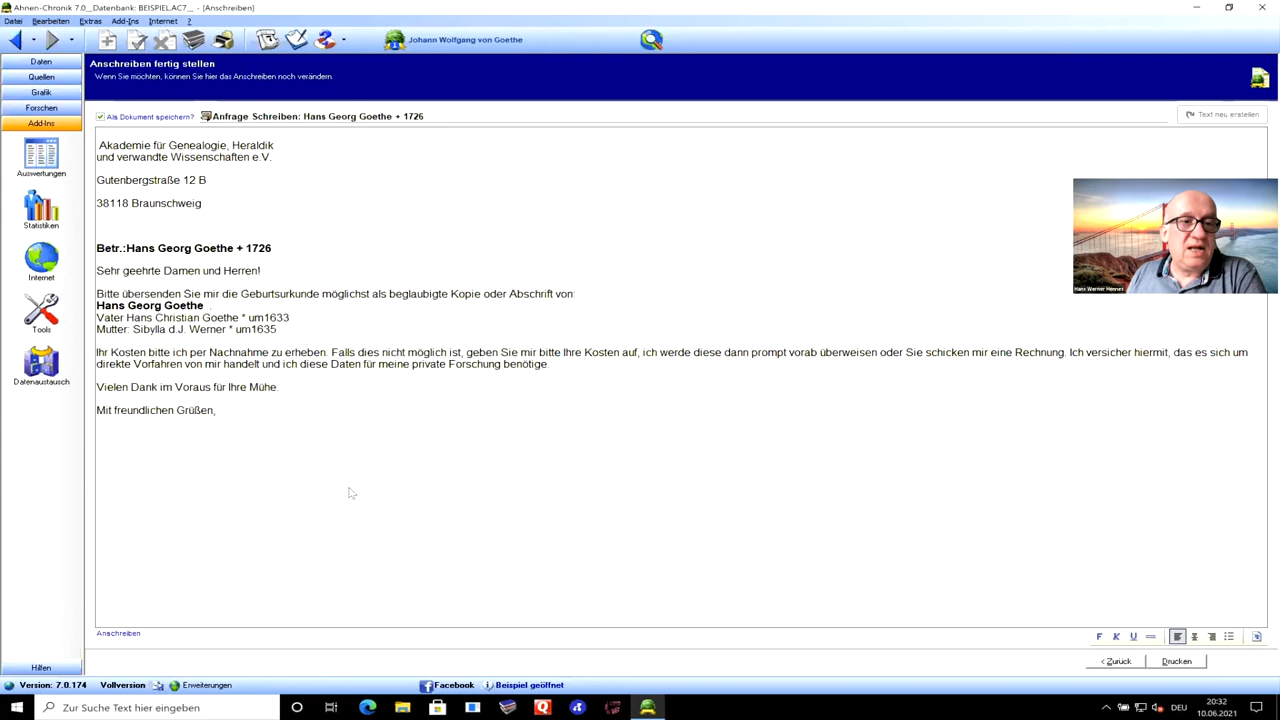 Ahnen-Chronik 7.0__Datenbank: BEISPIEL.AC7__ - [Anschreiben]
Datei Bearbeiten Extras Add-Ins Internet ?
Johann Wolfgang von Goethe
Daten
Quellen
Grafik
Forschen
Add-Ins
Auswertungen
Statistiken
Internet
Tools
Datenaustausch
Hilfen
Anschreiben fertig stellen
Wenn Sie möchten, können Sie hier das Anschreiben noch verändern.
Als Dokument speichern? Anfrage Schreiben: Hans Georg Goethe + 1726
Text neu erstellen
Akademie für Genealogie, Heraldik
und verwandte Wissenschaften e.V.
Gutenbergstraße 12 B
38118 Braunschweig
Betr.:Hans Georg Goethe + 1726
Sehr geehrte Damen und Herren!
Bitte übersenden Sie mir die Geburtsurkunde möglichst als beglaubigte Kopie oder Abschrift von:
Hans Georg Goethe
Vater Hans Christian Goethe * um1633
Mutter: Sibylla d.J. Werner * um1635
Ihr Kosten bitte ich per Nachnahme zu erheben. Falls dies nicht möglich ist, geben Sie mir bitte Ihre Kosten auf, ich werde diese dann prompt vorab überweisen oder Sie schicken mir eine Rechnung. Ich versicher hiermit, das es sich um
direkte Vorfahren von mir handelt und ich diese Daten für meine private Forschung benötige.
Vielen Dank im Voraus für Ihre Mühe.
Mit freundlichen Grüßen,
Hans Werner Hennes
Anschreiben
F K U
< Zurück Drucken
Version: 7.0.174 Vollversion Erweiterungen Facebook Beispiel geöffnet
Zur Suche Text hier eingeben
DEU
20:32
10.06.2021